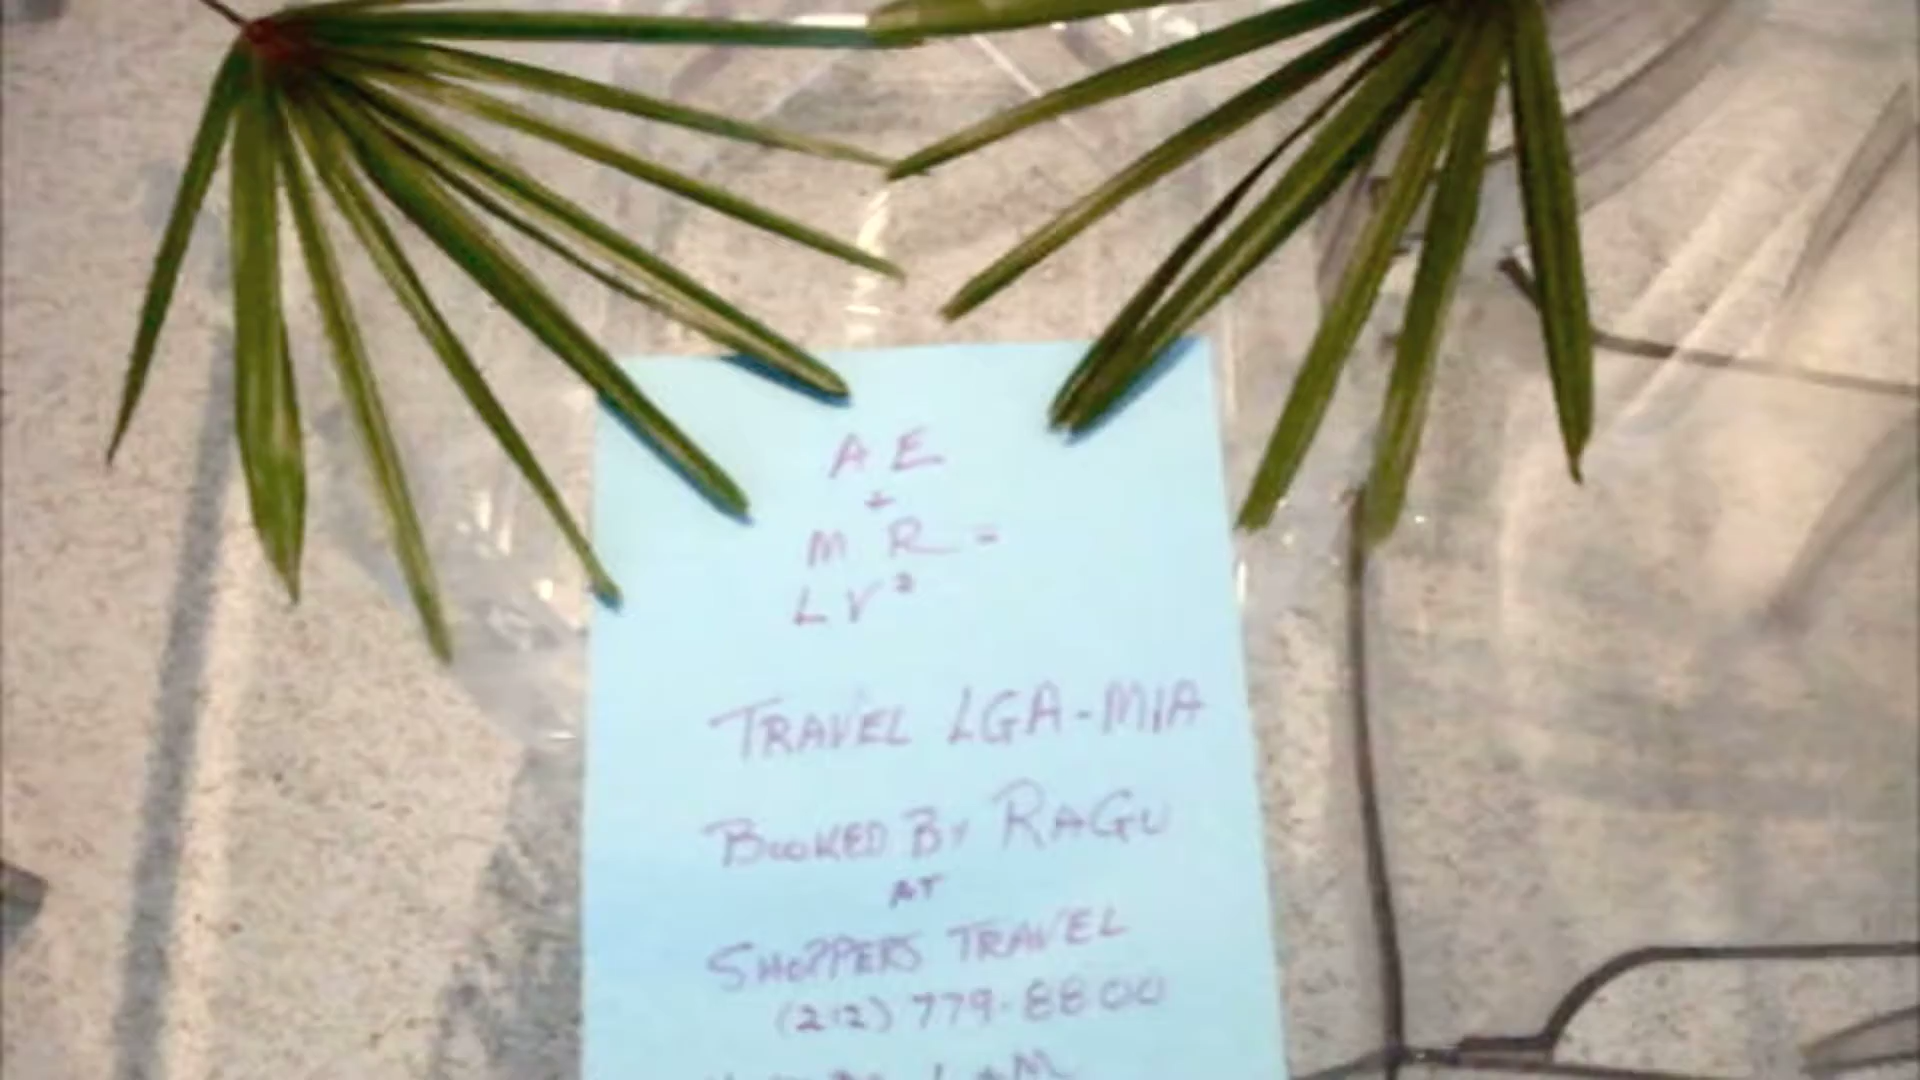 A E
+
M R =
LV²
TRAVEL LGA-MIA
BOOKED BY RAGU
AT
SHOPPERS TRAVEL
(212) 779-8800